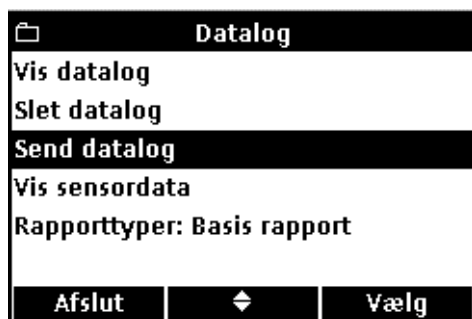 Datalog
Vis datalog
Slet datalog
Send datalog
Vis sensordata
Rapporttyper: Basis rapport
Afslut Vælg